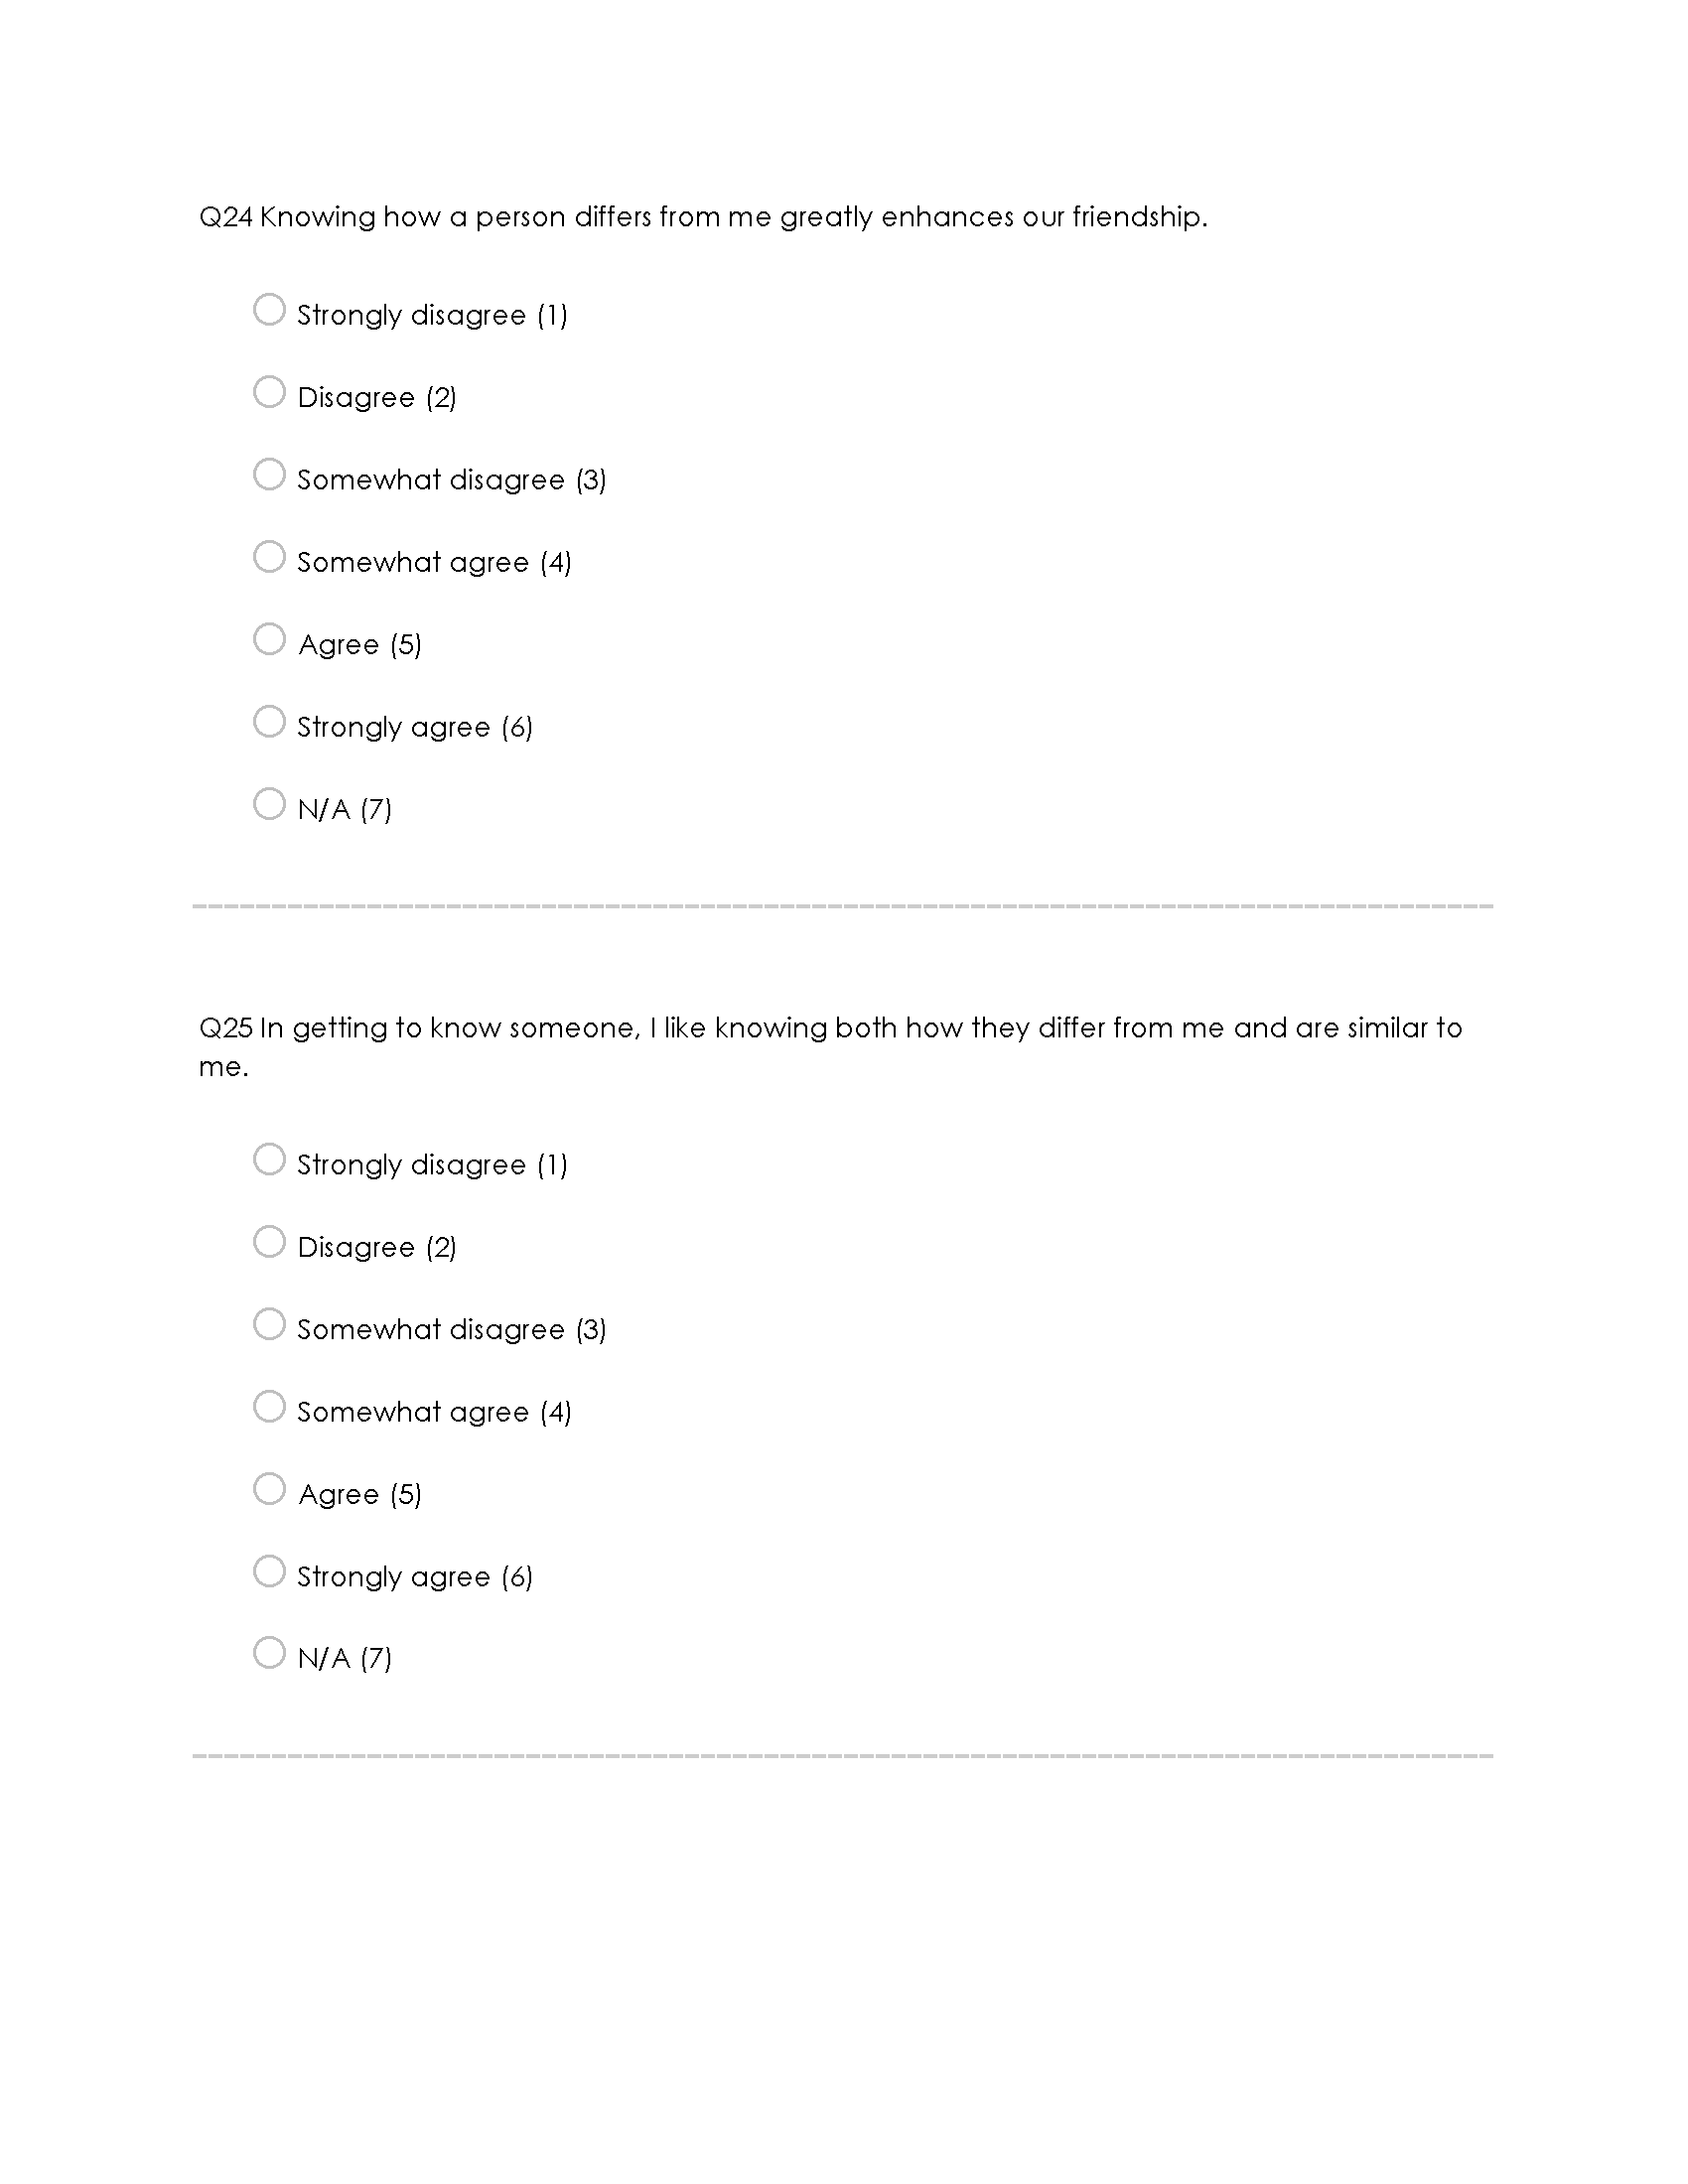 Q24 Knowing how a person differs from me greatly enhances our friendship.
Strongly disagree (1)
Disagree (2)
Somewhat disagree (3)
Somewhat agree (4)
Agree (5)
Strongly agree (6)
N/A (7)
Q25 In getting to know someone, I like knowing both how they differ from me and are similar to
me.
Strongly disagree (1)
Disagree (2)
Somewhat disagree (3)
Somewhat agree (4)
Agree (5)
Strongly agree (6)
N/A (7)